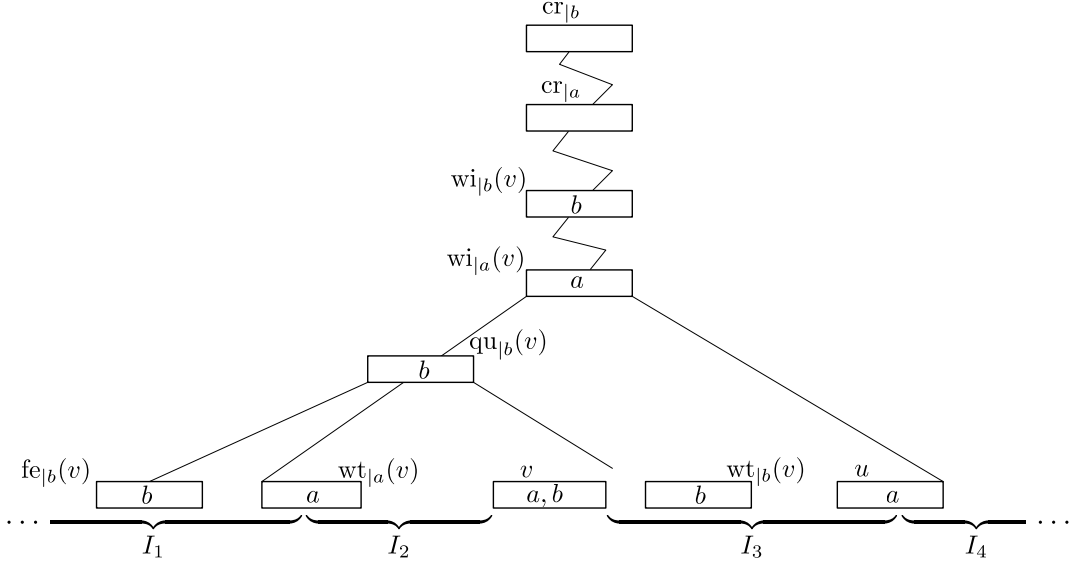 cr|b
cr|a
wi|b(v)
b
wi|a(v)
a
qu|b(v)
b
fe|b(v) wt|a(v) v wt|b(v) u
b a a, b b a
... I1 I2 I3 I4 ...